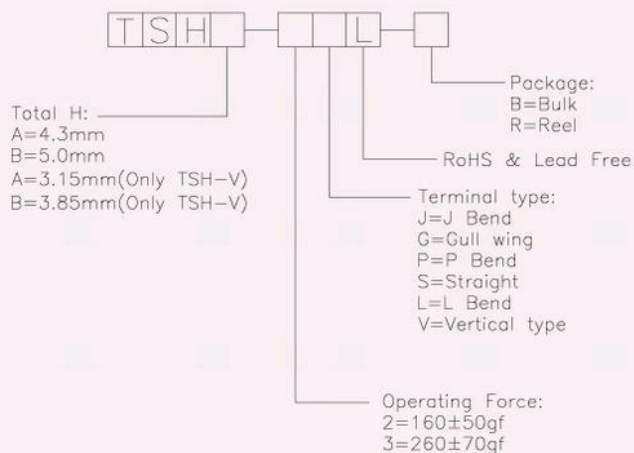 TSH - L -
Package:
B=Bulk
R=Reel
Total H:
A=4.3mm
B=5.0mm
A=3.15mm(Only TSH-V)
B=3.85mm(Only TSH-V)
RoHS & Lead Free
Terminal type:
J=J Bend
G=Gull wing
P=P Bend
S=Straight
L=L Bend
V=Vertical type
Operating Force:
2=160±50gf
3=260±70gf